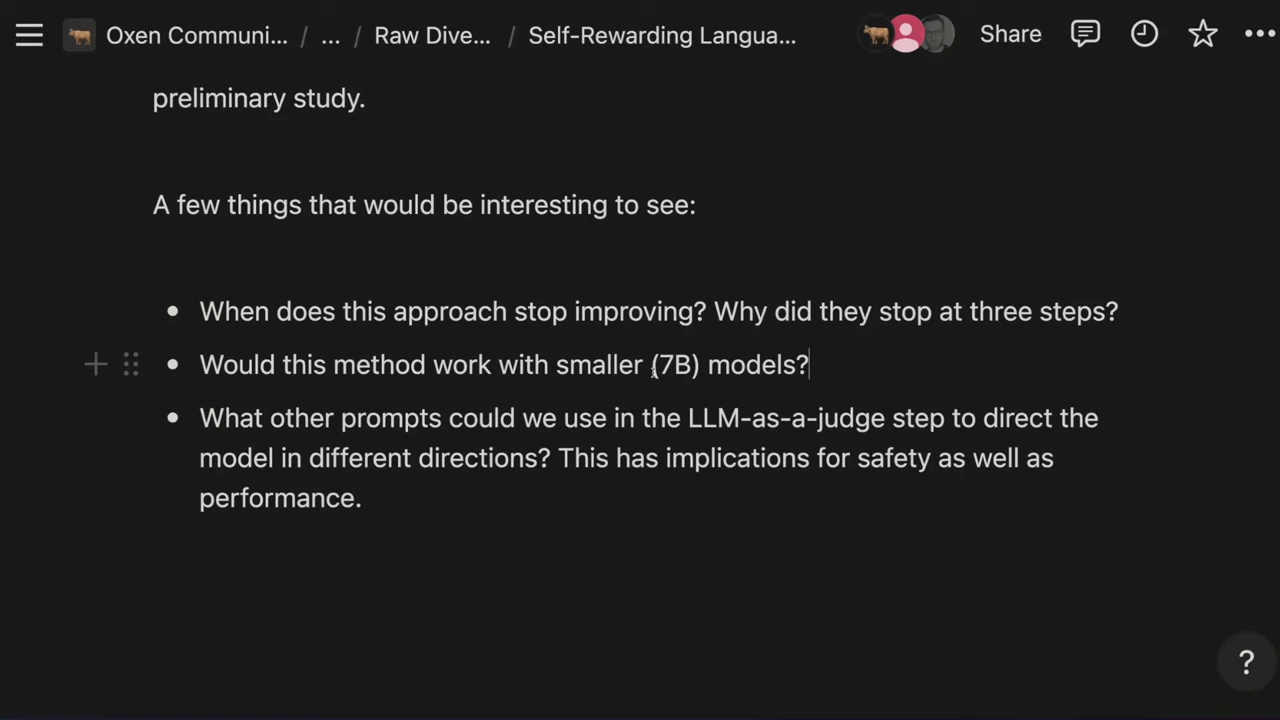 Oxen Communi... / ... / Raw Dive... / Self-Rewarding Langua... Share
preliminary study.
A few things that would be interesting to see:
• When does this approach stop improving? Why did they stop at three steps?
• Would this method work with smaller (7B) models?
• What other prompts could we use in the LLM-as-a-judge step to direct the
model in different directions? This has implications for safety as well as
performance.
?